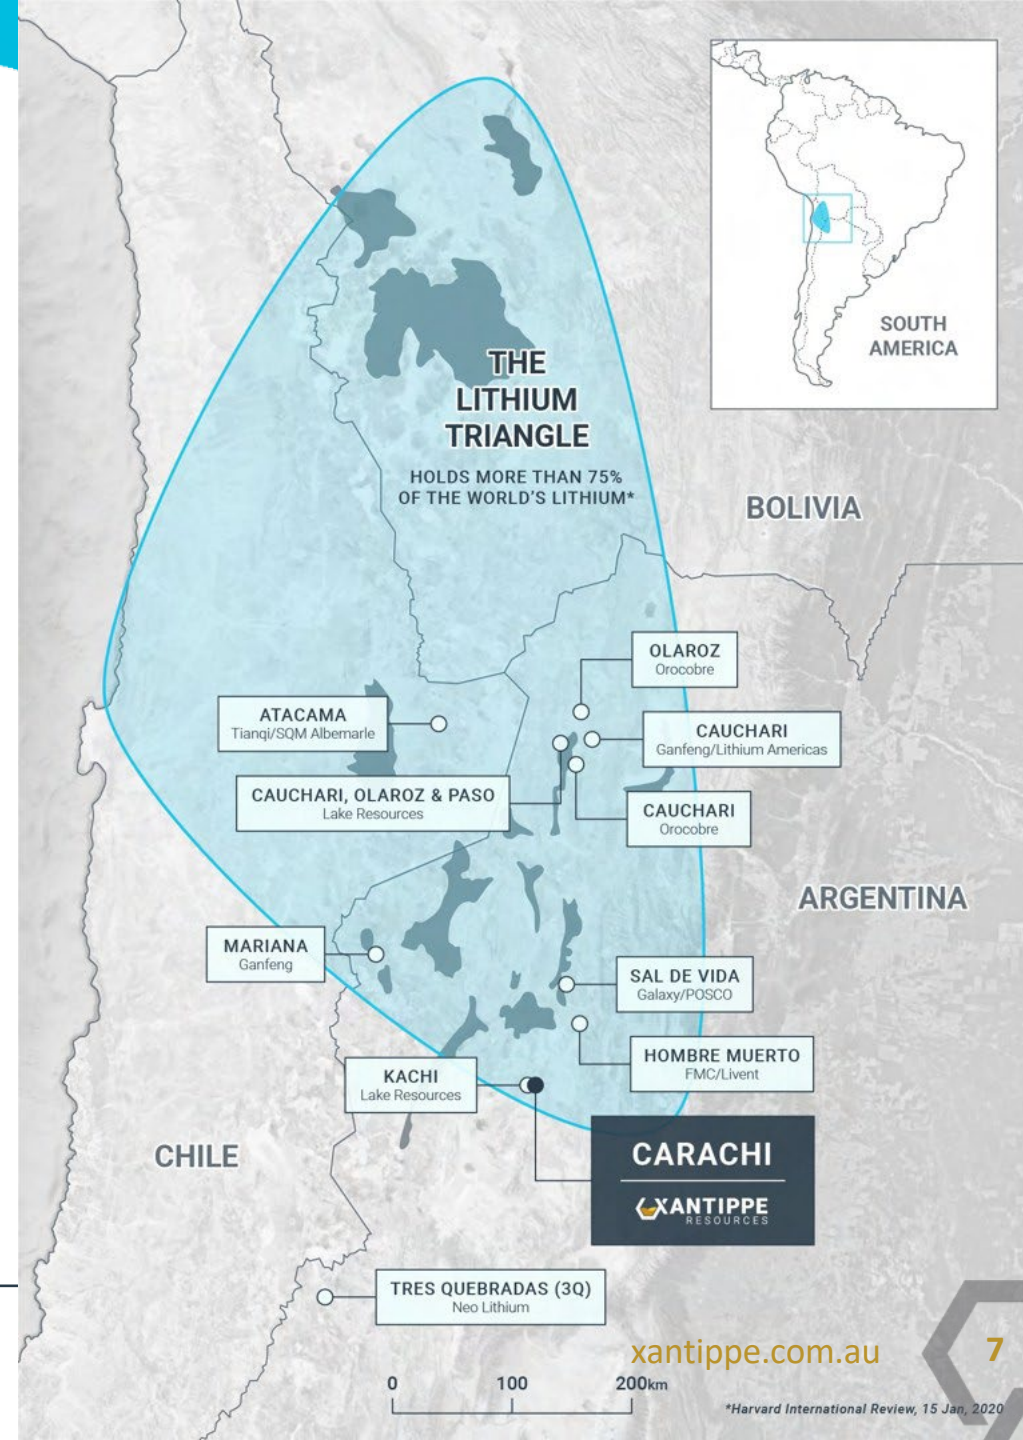 SOUTH
AMERICA
THE
LITHIUM
TRIANGLE
HOLDS MORE THAN 75%
OF THE WORLD'S LITHIUM*
BOLIVIA
OLAROZ
Orocobre
ATACAMA
Tianqi/SQM Albemarle
CAUCHARI
Ganfeng/Lithium Americas
CAUCHARI, OLAROZ & PASO
Lake Resources
CAUCHARI
Orocobre
ARGENTINA
MARIANA
Ganfeng
SAL DE VIDA
Galaxy/POSCO
HOMBRE MUERTO
FMC/Livent
KACHI
Lake Resources
CHILE
CARACHI
XANTIPPE
RESOURCES
TRES QUEBRADAS (3Q)
Neo Lithium
xantippe.com.au
7
0 100 200km
*Harvard International Review, 15 Jan, 2020